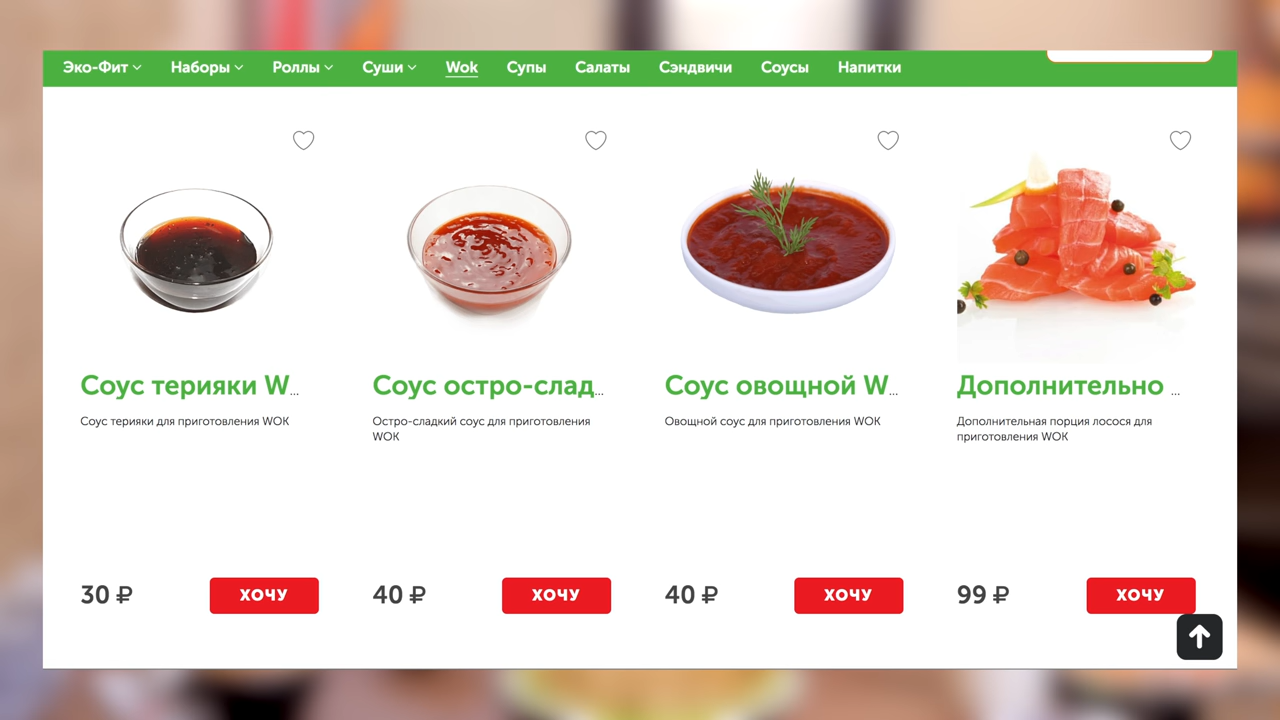 Эко-Фит Наборы Роллы Суши Wok Супы Салаты Сэндвичи Соусы Напитки
Соус терияки W...
Соус терияки для приготовления WOK
30 ₽
ХОЧУ
Соус остро-слад...
Остро-сладкий соус для приготовления
WOK
40 ₽
ХОЧУ
Соус овощной W...
Овощной соус для приготовления WOK
40 ₽
ХОЧУ
Дополнительно ...
Дополнительная порция лосося для
приготовления WOK
99 ₽
ХОЧУ